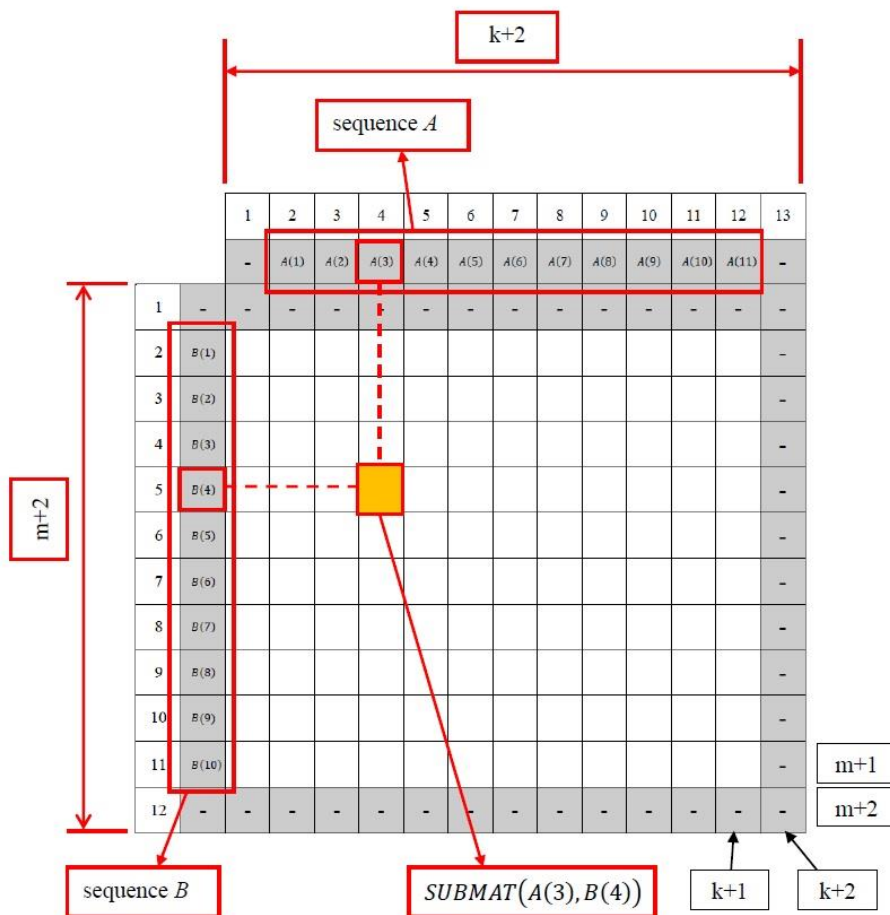 k+2
sequence A
1 2 3 4 5 6 7 8 9 10 11 12 13
- A(1) A(2) A(3) A(4) A(5) A(6) A(7) A(8) A(9) A(10) A(11) -
1 - - - - - - - - - - - - - -
2 B(1) -
3 B(2) -
4 B(3) -
5 B(4) -
6 B(5) -
7 B(6) -
8 B(7) -
9 B(8) -
10 B(9) -
11 B(10) -
12 - - - - - - - - - - - - - -
m+2
m+1
m+2
sequence B
SUBMAT(A(3), B(4))
k+1
k+2